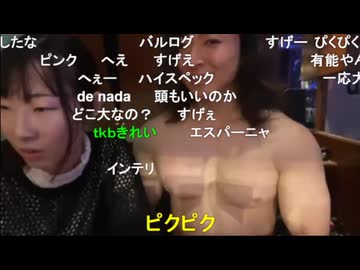 したな バルログ すげー ぴくぴく
ピンク へえ すげえ 有能やん
へぇー ハイスペック 一応大
de nada 頭もいいのか
どこ大なの？ すげぇ
tkbきれい エスパーニャ
インテリ
ピクピク